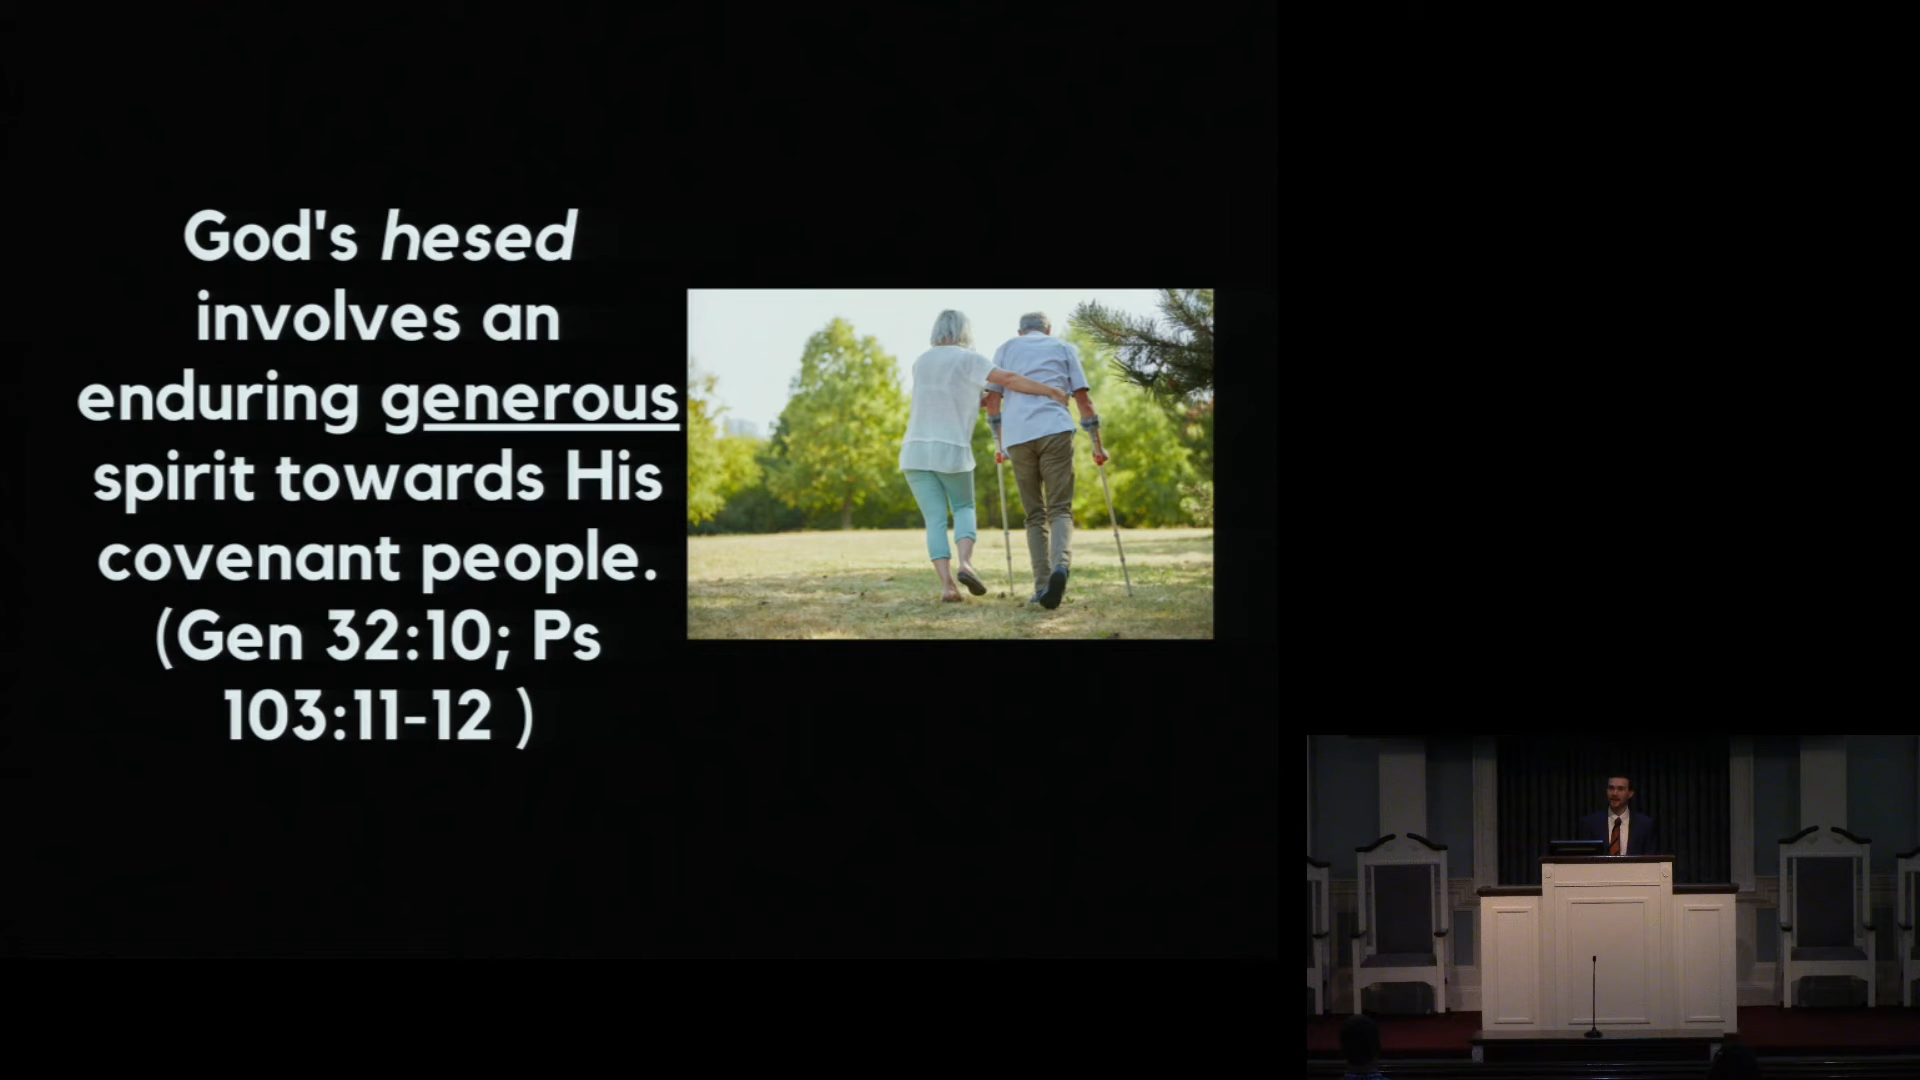 God's hesed
involves an
enduring generous
spirit towards His
covenant people.
(Gen 32:10; Ps
103:11-12 )